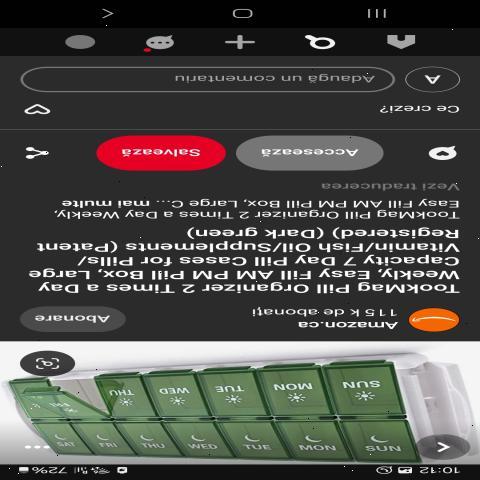 10:12 72%
SUN MON TUE WED THU FRI SAT
SUN MON TUE WED THU
Amazon.ca
115 k de abonați
Abonare
TookMag Pill Organizer 2 Times a Day
Weekly, Easy Fill AM PM Pill Box, Large
Capacity 7 Day Pill Cases for Pills/
Vitamin/Fish Oil/Supplements (Patent
Registered) (Dark green)
TookMag Pill Organizer 2 Times a Day Weekly,
Easy Fill AM PM Pill Box, Large C... mai multe
Vezi traducerea
Accesează
Salvează
Ce crezi?
A
Adaugă un comentariu